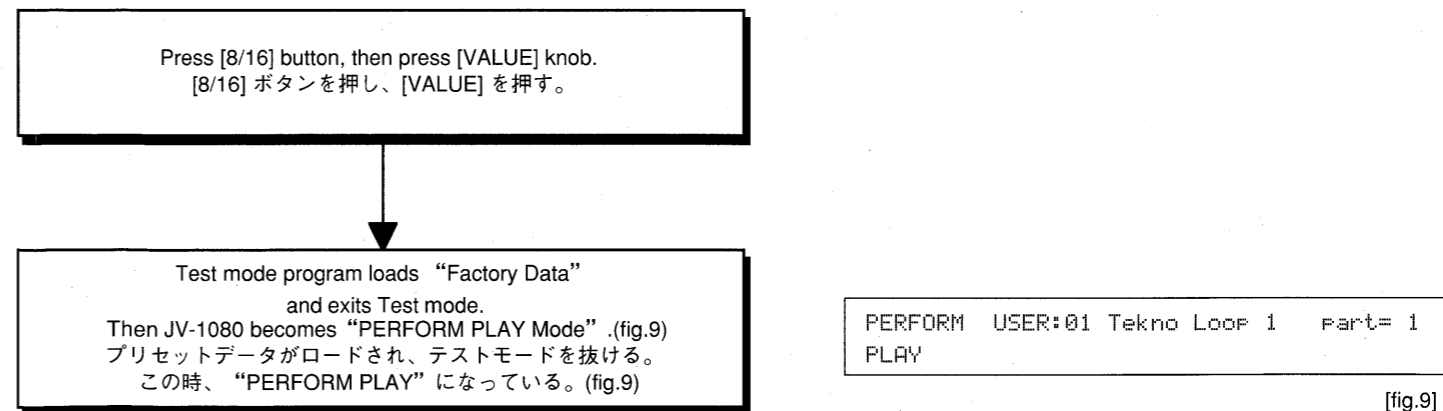 Press [8/16] button, then press [VALUE] knob.
[8/16] ボタンを押し、[VALUE] を押す。
Test mode program loads “Factory Data”
and exits Test mode.
Then JV-1080 becomes “PERFORM PLAY Mode” .(fig.9)
プリセットデータがロードされ、テストモードを抜ける。
この時、“PERFORM PLAY” になっている。(fig.9)
PERFORM USER:01 Tekno Loop 1 part= 1
PLAY
[fig.9]